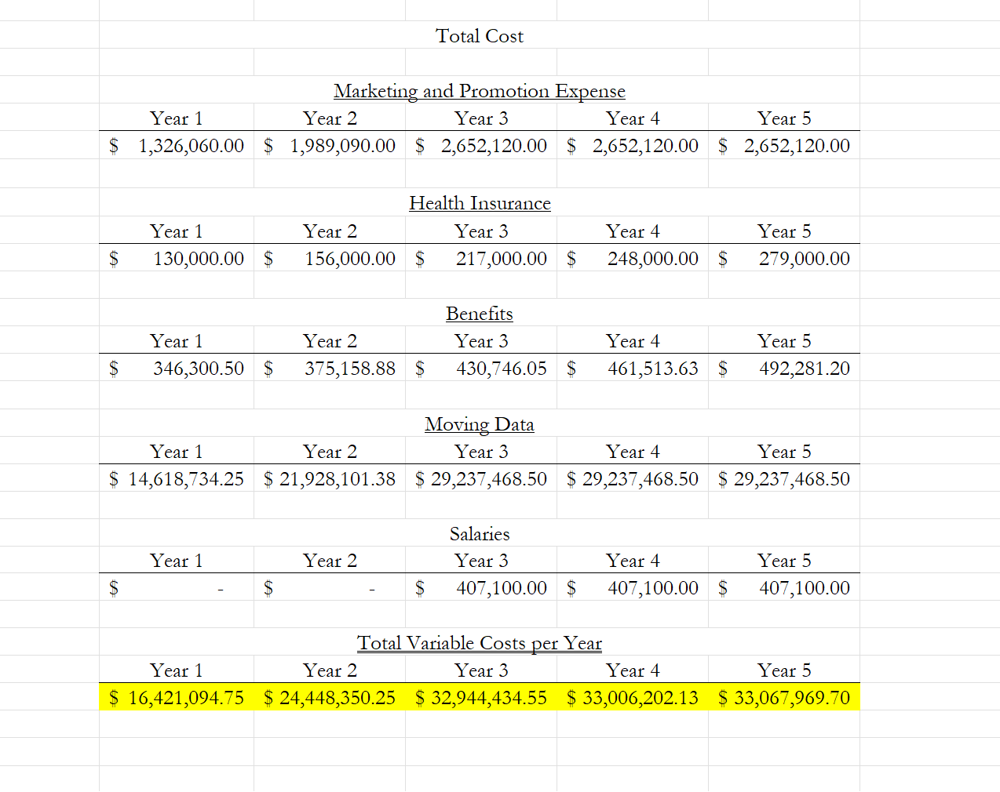 Total Cost
Marketing and Promotion Expense
Year 1 Year 2 Year 3 Year 4 Year 5
$ 1,326,060.00 $ 1,989,090.00 $ 2,652,120.00 $ 2,652,120.00 $ 2,652,120.00
Health Insurance
Year 1 Year 2 Year 3 Year 4 Year 5
$ 130,000.00 $ 156,000.00 $ 217,000.00 $ 248,000.00 $ 279,000.00
Benefits
Year 1 Year 2 Year 3 Year 4 Year 5
$ 346,300.50 $ 375,158.88 $ 430,746.05 $ 461,513.63 $ 492,281.20
Moving Data
Year 1 Year 2 Year 3 Year 4 Year 5
$ 14,618,734.25 $ 21,928,101.38 $ 29,237,468.50 $ 29,237,468.50 $ 29,237,468.50
Salaries
Year 1 Year 2 Year 3 Year 4 Year 5
$ - $ - $ 407,100.00 $ 407,100.00 $ 407,100.00
Total Variable Costs per Year
Year 1 Year 2 Year 3 Year 4 Year 5
$ 16,421,094.75 $ 24,448,350.25 $ 32,944,434.55 $ 33,006,202.13 $ 33,067,969.70